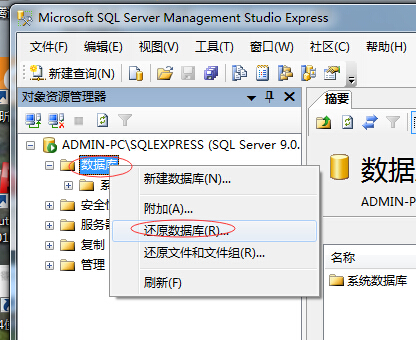 Microsoft SQL Server Management Studio Express
文件(F) 编辑(E) 视图(V) 工具(T) 窗口(W) 社区(C) 帮助(H)
新建查询(N)
对象资源管理器
摘要
ADMIN-PC\SQLEXPRESS (SQL Server 9.0.
数据库
新建数据库(N)...
附加(A)...
还原数据库(R)...
还原文件和文件组(R)...
刷新(F)
系
安全性
服务器
复制
管理
数据库
ADMIN-P
名称
系统数据库